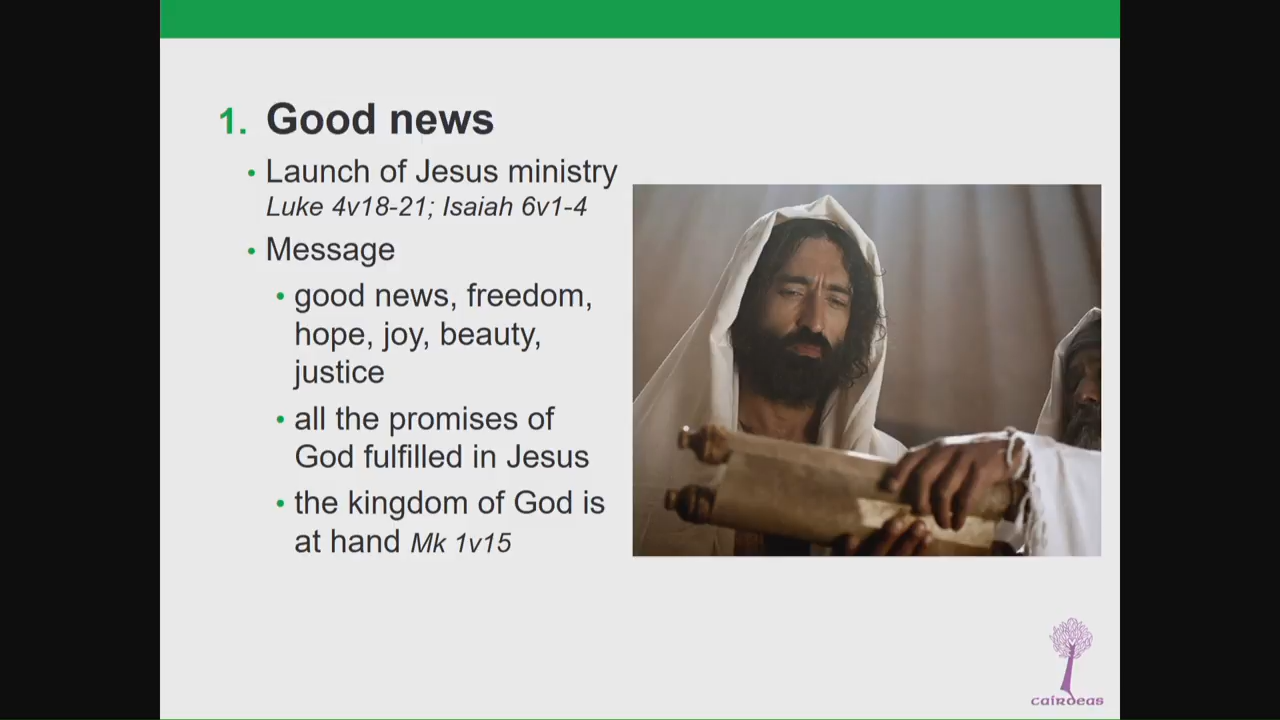 1. Good news
• Launch of Jesus ministry
Luke 4v18-21; Isaiah 6v1-4
• Message
• good news, freedom,
hope, joy, beauty,
justice
• all the promises of
God fulfilled in Jesus
• the kingdom of God is
at hand Mk 1v15
caırdeas